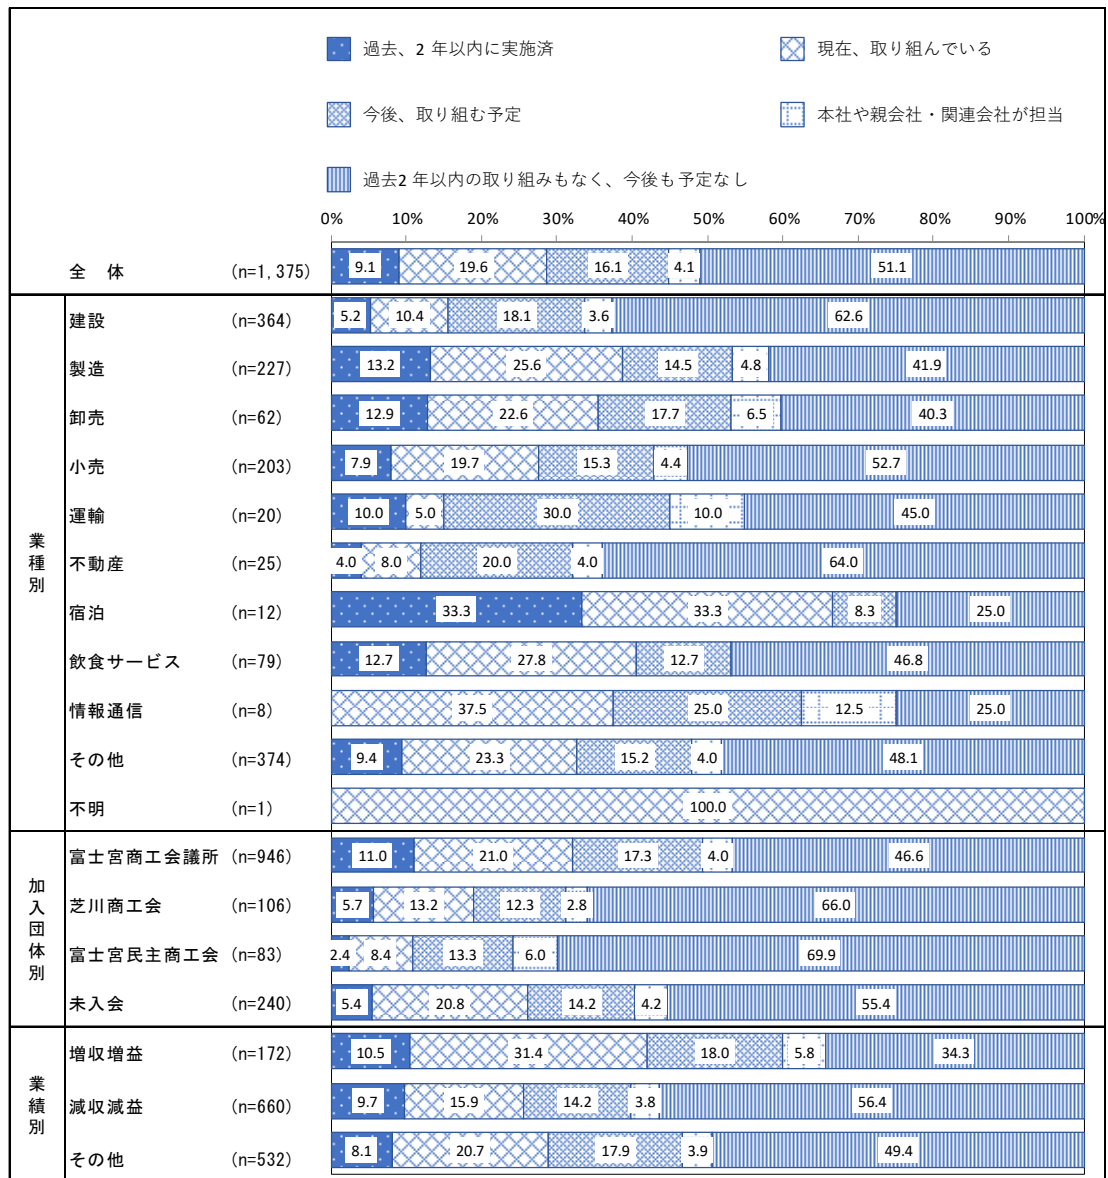 過去、2 年以内に実施済
現在、取り組んでいる
今後、取り組む予定
本社や親会社・関連会社が担当
過去2 年以内の取り組みもなく、今後も予定なし
0% 10% 20% 30% 40% 50% 60% 70% 80% 90% 100%
全 体 (n=1,375) 9.1 19.6 16.1 4.1 51.1
業種別
建設 (n=364) 5.2 10.4 18.1 3.6 62.6
製造 (n=227) 13.2 25.6 14.5 4.8 41.9
卸売 (n=62) 12.9 22.6 17.7 6.5 40.3
小売 (n=203) 7.9 19.7 15.3 4.4 52.7
運輸 (n=20) 10.0 5.0 30.0 10.0 45.0
不動産 (n=25) 4.0 8.0 20.0 4.0 64.0
宿泊 (n=12) 33.3 33.3 8.3 25.0
飲食サービス (n=79) 12.7 27.8 12.7 46.8
情報通信 (n=8) 37.5 25.0 12.5 25.0
その他 (n=374) 9.4 23.3 15.2 4.0 48.1
不明 (n=1) 100.0
加入団体別
富士宮商工会議所 (n=946) 11.0 21.0 17.3 4.0 46.6
芝川商工会 (n=106) 5.7 13.2 12.3 2.8 66.0
富士宮民主商工会 (n=83) 2.4 8.4 13.3 6.0 69.9
未入会 (n=240) 5.4 20.8 14.2 4.2 55.4
業績別
増収増益 (n=172) 10.5 31.4 18.0 5.8 34.3
減収減益 (n=660) 9.7 15.9 14.2 3.8 56.4
その他 (n=532) 8.1 20.7 17.9 3.9 49.4